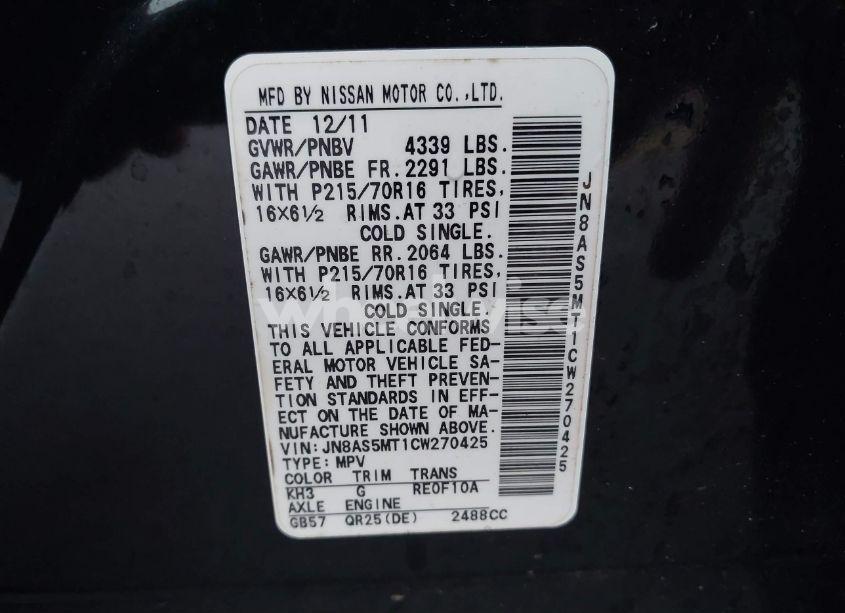 MFD BY NISSAN MOTOR CO.,LTD.
DATE 12/11
GVWR/PNBV 4339 LBS.
GAWR/PNBE FR.2291 LBS.
WITH P215/70R16 TIRES,
16X6½ RIMS.AT 33 PSI
COLD SINGLE.
GAWR/PNBE RR.2064 LBS.
WITH P215/70R16 TIRES,
16X6½ RIMS.AT 33 PSI
COLD SINGLE.
THIS VEHICLE CONFORMS
TO ALL APPLICABLE FED-
ERAL MOTOR VEHICLE SA-
FETY AND THEFT PREVEN-
TION STANDARDS IN EFF-
ECT ON THE DATE OF MA-
NUFACTURE SHOWN ABOVE.
VIN:JN8AS5MT1CW270425
TYPE:MPV
COLOR TRIM TRANS
KH3 G RE0F10A
AXLE ENGINE
GB57 QR25(DE) 2488CC
JN8AS5MT1CW270425